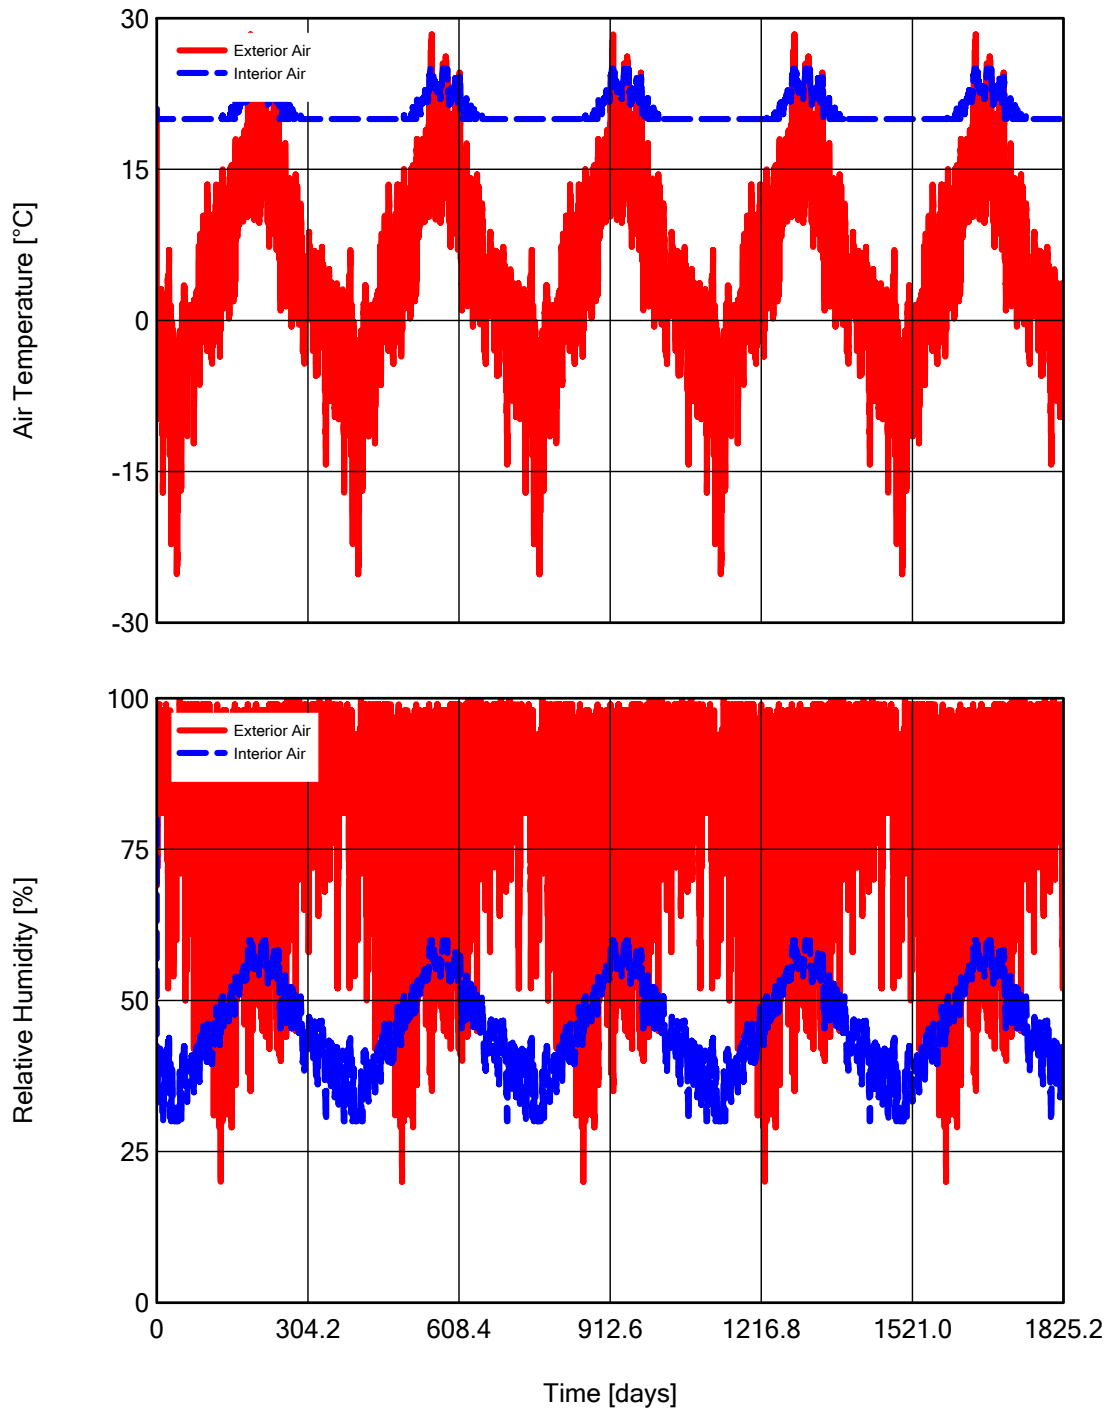 30
Exterior Air
Interior Air
15
0
-15
-30
Air Temperature [°C]
100
Exterior Air
Interior Air
75
50
25
0
Relative Humidity [%]
0 304.2 608.4 912.6 1216.8 1521.0 1825.2
Time [days]